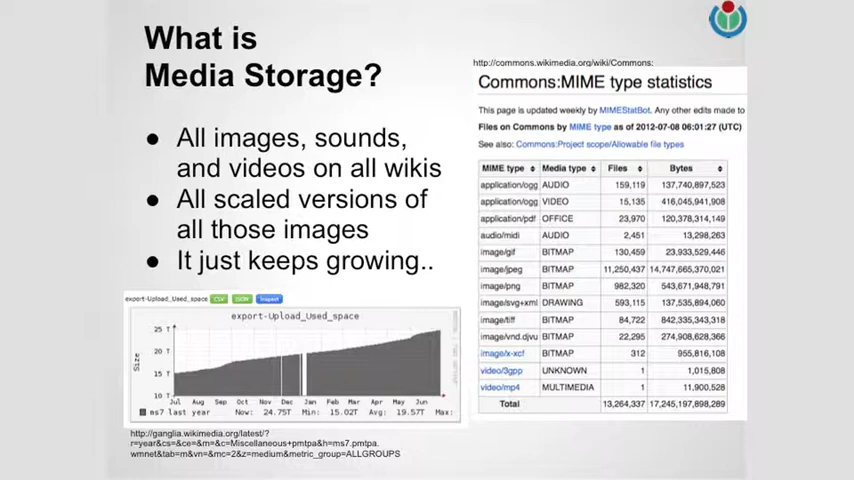 What is
Media Storage?
● All images, sounds,
and videos on all wikis
● All scaled versions of
all those images
● It just keeps growing..
export-Upload_Used_space CSV JSON Inspect
export-Upload_Used_space
Size
25 T
20 T
15 T
10 T
Jul Aug Sep Oct Nov Dec Jan Feb Mar Apr May Jun
ms7 last year Now: 24.75T Min: 15.02T Avg: 19.57T Max:
http://ganglia.wikimedia.org/latest/?
r=year&cs=&ce=&m=&c=Miscellaneous+pmtpa&h=ms7.pmtpa.
wmnet&tab=m&vn=&mc=2&z=medium&metric_group=ALLGROUPS
http://commons.wikimedia.org/wiki/Commons:
Commons:MIME type statistics
This page is updated weekly by MIMEStatBot. Any other edits made to
Files on Commons by MIME type as of 2012-07-08 06:01:27 (UTC)
See also: Commons:Project scope/Allowable file types
MIME type Media type Files Bytes
application/ogg AUDIO 159,119 137,740,897,523
application/ogg VIDEO 15,135 416,045,941,908
application/pdf OFFICE 23,970 120,378,314,149
audio/midi AUDIO 2,451 13,298,263
image/gif BITMAP 130,459 23,933,529,446
image/jpeg BITMAP 11,250,437 14,747,665,370,021
image/png BITMAP 982,320 543,671,948,791
image/svg+xml DRAWING 593,115 137,535,894,060
image/tiff BITMAP 84,722 842,335,343,318
image/vnd.djvu BITMAP 22,295 274,908,628,366
image/x-xcf BITMAP 312 955,816,108
video/3gpp UNKNOWN 1 1,015,808
video/mp4 MULTIMEDIA 1 11,900,528
Total 13,264,337 17,245,197,898,289